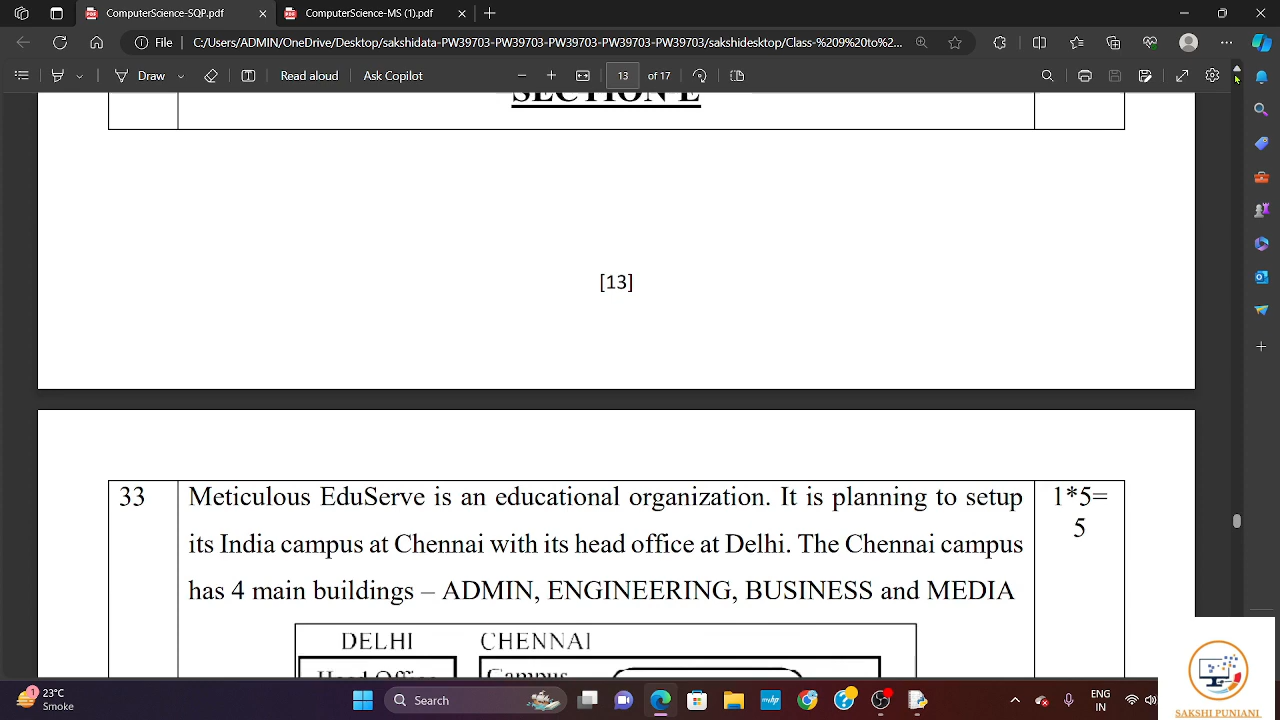 ComputerScience-SQP.pdf
ComputerScience-MS (1).pdf
File
C:/Users/ADMIN/OneDrive/Desktop/sakshidata-PW39703-PW39703-PW39703-PW39703/sakshidesktop/Class-%209%20to%2...
Draw
Read aloud
Ask Copilot
13
of 17
SECTION E
[13]
33
Meticulous EduServe is an educational organization. It is planning to setup
1*5=
its India campus at Chennai with its head office at Delhi. The Chennai campus
5
has 4 main buildings – ADMIN, ENGINEERING, BUSINESS and MEDIA
DELHI
CHENNAI
Head Office
Campus
23°C
Smoke
Search
ENG
IN
SAKSHI PUNIANI